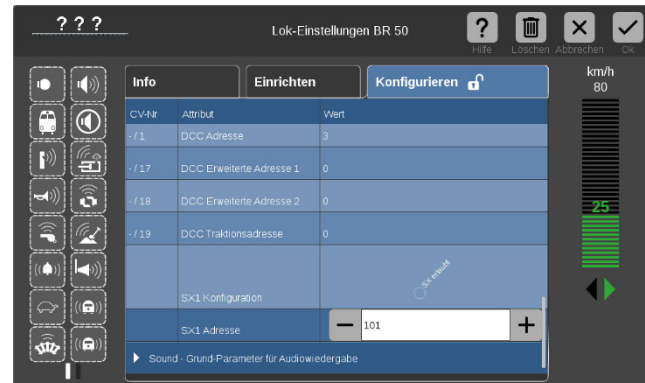 ? ? ?
Lok-Einstellungen BR 50
?
Hilfe
Löschen
Abbrechen
Ok
Info
Einrichten
Konfigurieren
km/h
80
CV-Nr
Attribut
Wert
- / 1
DCC Adresse
3
- / 17
DCC Erweiterte Adresse 1
0
- / 18
DCC Erweiterte Adresse 2
0
25
- / 19
DCC Traktionsadresse
0
SX erlaubt
SX1 Konfiguration
SX1 Adresse
101
Sound - Grund-Parameter für Audiowiedergabe